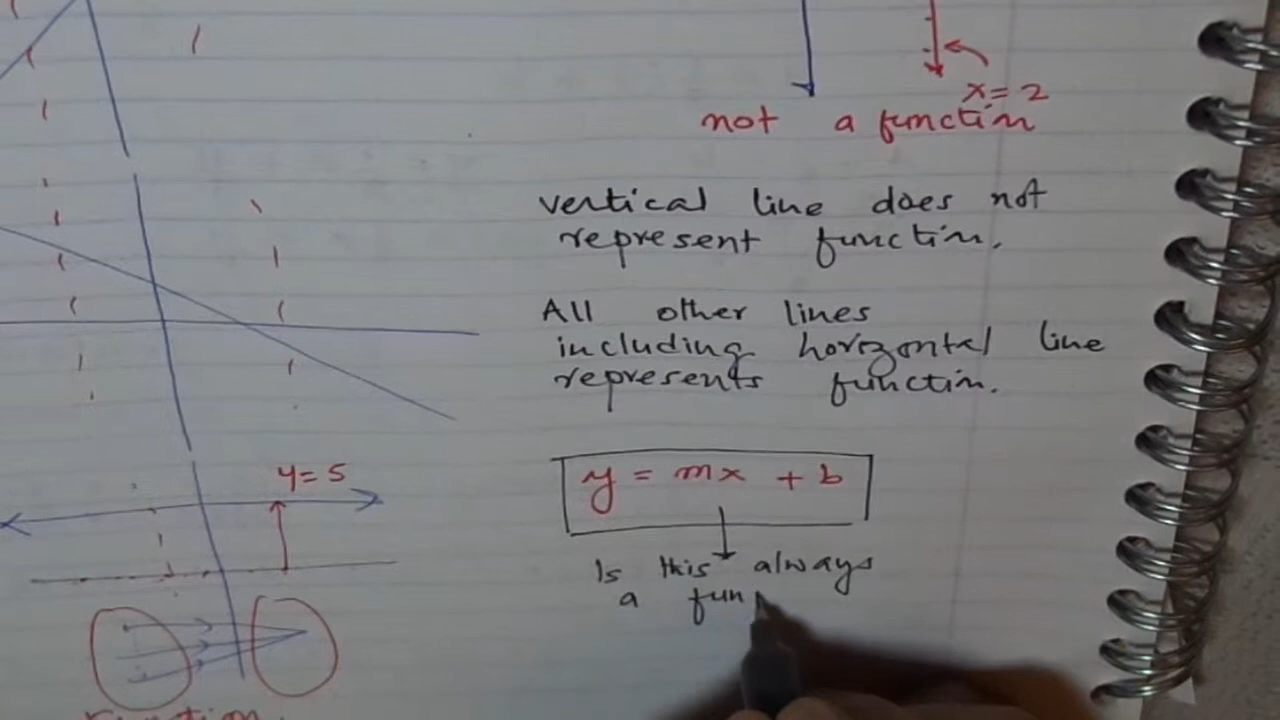 x = 2
not a function
vertical line does not
represent function.
All other lines
including horizontal line
represents function.
y = 5
y = mx + b
Is this always
a fun
function.